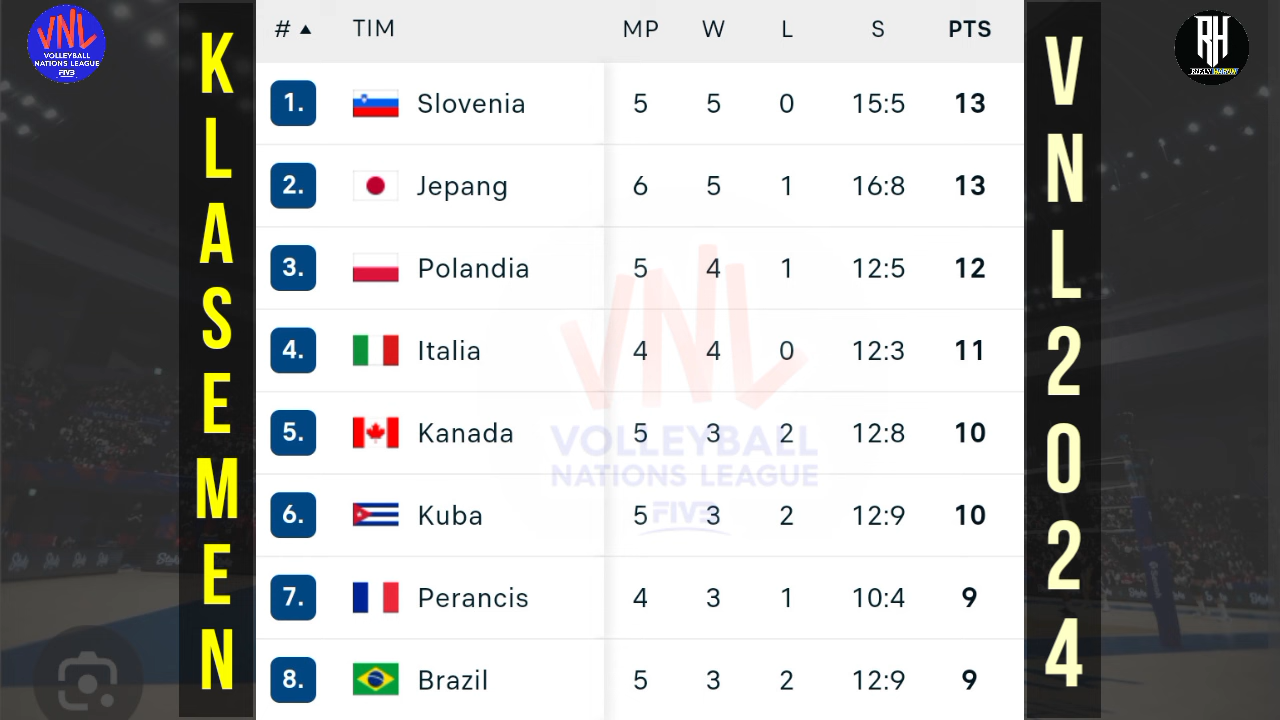 VNL
VOLLEYBALL
NATIONS LEAGUE
FIVB
KLASEMEN
# ▲ TIM MP W L S PTS
1. Slovenia 5 5 0 15:5 13
2. Jepang 6 5 1 16:8 13
3. Polandia 5 4 1 12:5 12
4. Italia 4 4 0 12:3 11
5. Kanada 5 3 2 12:8 10
6. Kuba 5 3 2 12:9 10
7. Perancis 4 3 1 10:4 9
8. Brazil 5 3 2 12:9 9
VNL
VOLLEYBALL
NATIONS LEAGUE
FIVB
VNL2024
RH
RIFALY HARUN